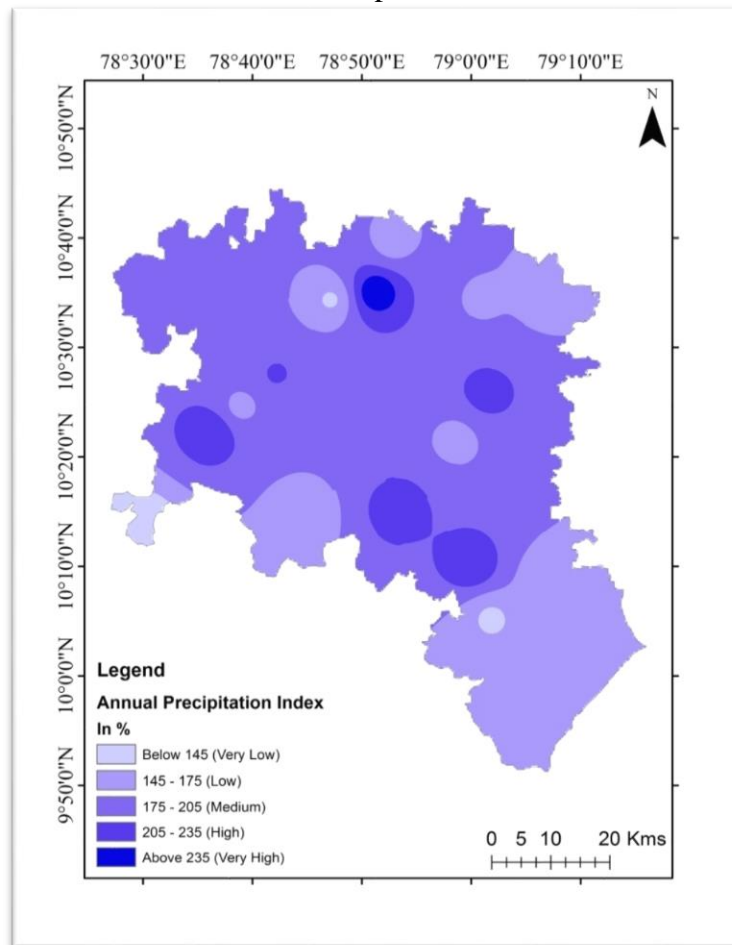 78°30'0"E 78°40'0"E 78°50'0"E 79°0'0"E 79°10'0"E
N
10°50'0"N
10°40'0"N
10°30'0"N
10°20'0"N
10°10'0"N
10°0'0"N
9°50'0"N
Legend
Annual Precipitation Index
In %
Below 145 (Very Low)
145 - 175 (Low)
175 - 205 (Medium)
205 - 235 (High)
Above 235 (Very High)
0 5 10 20 Kms